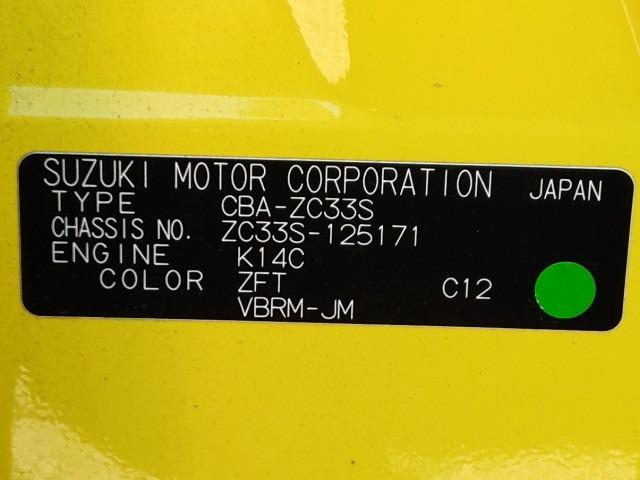 SUZUKI MOTOR CORPORATION JAPAN
TYPE CBA-ZC33S
CHASSIS NO. ZC33S-125171
ENGINE K14C
COLOR ZFT C12
VBRM-JM